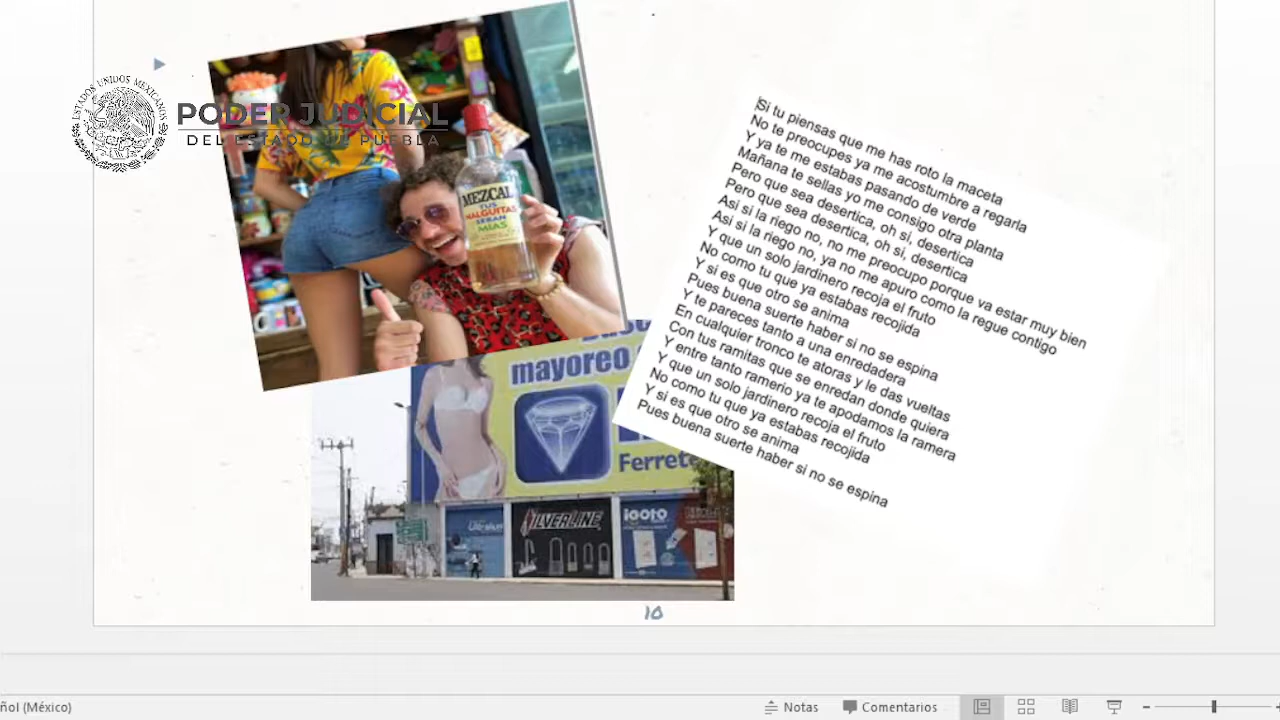 ESTADOS UNIDOS MEXICANOS
PODER JUDICIAL
DEL ESTADO DE PUEBLA
MEZCAL
TUS
NALGUITAS
SERAN
MIAS
Si tu piensas que me has roto la maceta
No te preocupes ya me acostumbre a regarla
Y ya te me estabas pasando de verde
Mañana te sellas yo me consigo otra planta
Pero que sea desertica, oh si, desertica
Pero que sea desertica, oh si, desertica
Asi si la riego no, no me preocupo porque va estar muy bien
Asi si la riego no, ya no me apuro como la regue contigo
Y que un solo jardinero recoja el fruto
No como tu que ya estabas recojida
Y si es que otro se anima
Pues buena suerte haber si no se espina
Y te pareces tanto a una enredadera
En cualquier tronco te atoras y le das vueltas
Con tus ramitas que se enredan donde quiera
Y entre tanto ramerio ya te apodamos la ramera
Y que un solo jardinero recoja el fruto
No como tu que ya estabas recojida
Y si es que otro se anima
Pues buena suerte haber si no se espina
mayoreo
Ferrete
SILVERLINE
10
ñol (México)
Notas
Comentarios